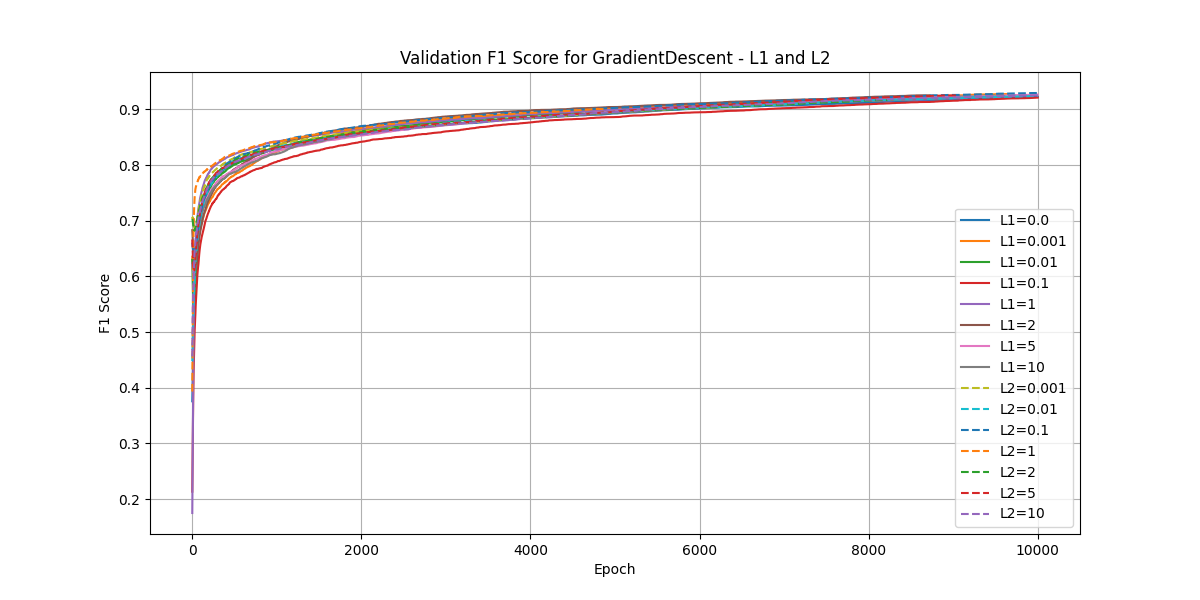 Validation F1 Score for GradientDescent - L1 and L2
F1 Score
0.9
0.8
0.7
0.6
0.5
0.4
0.3
0.2
0
2000
4000
6000
8000
10000
Epoch
L1=0.0
L1=0.001
L1=0.01
L1=0.1
L1=1
L1=2
L1=5
L1=10
L2=0.001
L2=0.01
L2=0.1
L2=1
L2=2
L2=5
L2=10